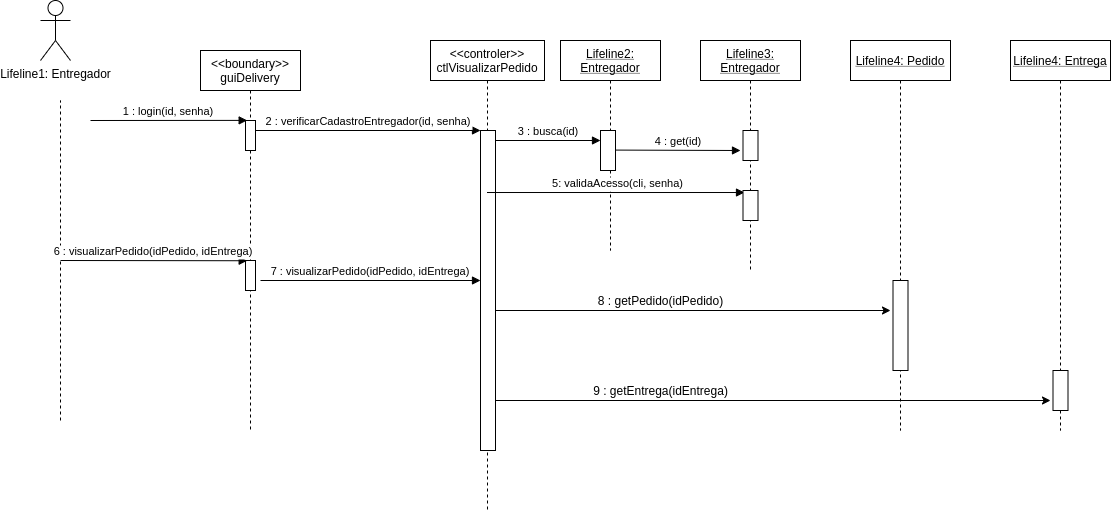 Lifeline1: Entregador
<<boundary>>
guiDelivery
<<controler>>
ctlVisualizarPedido
Lifeline2:
Entregador
Lifeline3:
Entregador
Lifeline4: Pedido
Lifeline4: Entrega
1 : login(id, senha)
2 : verificarCadastroEntregador(id, senha)
3 : busca(id)
4 : get(id)
5: validaAcesso(cli, senha)
6 : visualizarPedido(idPedido, idEntrega)
7 : visualizarPedido(idPedido, idEntrega)
8 : getPedido(idPedido)
9 : getEntrega(idEntrega)